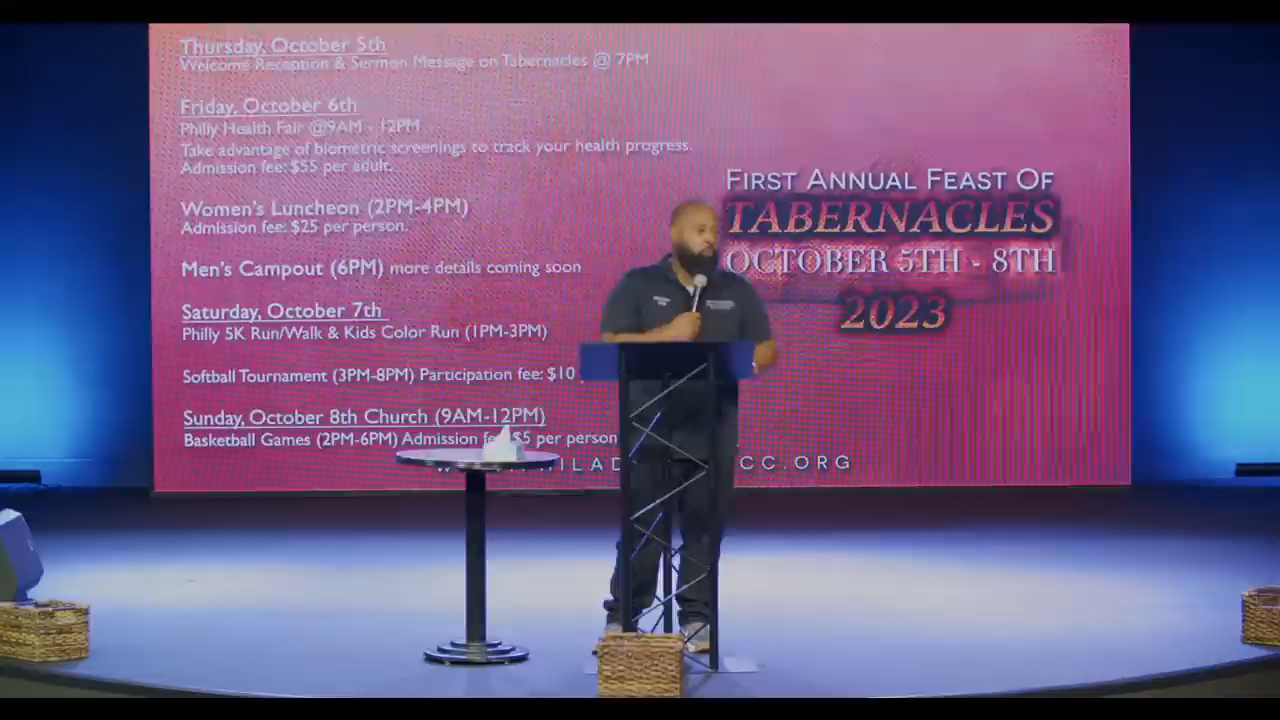 Thursday, October 5th
Welcome Reception & Sermon Message on Tabernacles @ 7PM
Friday, October 6th
Philly Health Fair @9AM - 12PM
Take advantage of biometric screenings to track your health progress.
Admission fee: $55 per adult.
Women's Luncheon (2PM-4PM)
Admission fee: $25 per person.
Men's Campout (6PM) more details coming soon
Saturday, October 7th
Philly 5K Run/Walk & Kids Color Run (1PM-3PM)
Softball Tournament (3PM-8PM) Participation fee: $10
Sunday, October 8th Church (9AM-12PM)
Basketball Games (2PM-6PM) Admission $5 per person
FIRST ANNUAL FEAST OF
TABERNACLES
OCTOBER 5TH - 8TH
2023